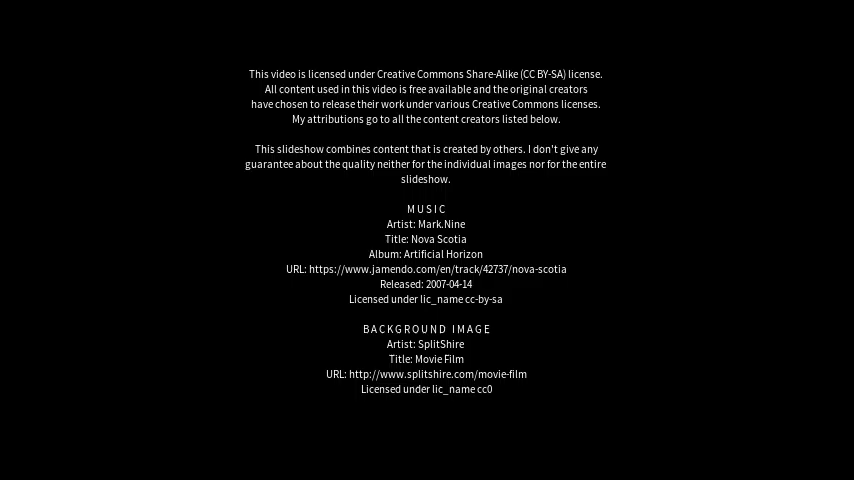 This video is licensed under Creative Commons Share-Alike (CC BY-SA) license.
All content used in this video is free available and the original creators
have chosen to release their work under various Creative Commons licenses.
My attributions go to all the content creators listed below.
This slideshow combines content that is created by others. I don't give any
guarantee about the quality neither for the individual images nor for the entire
slideshow.
MUSIC
Artist: Mark.Nine
Title: Nova Scotia
Album: Artificial Horizon
URL: https://www.jamendo.com/en/track/42737/nova-scotia
Released: 2007-04-14
Licensed under lic_name cc-by-sa
BACKGROUND IMAGE
Artist: SplitShire
Title: Movie Film
URL: http://www.splitshire.com/movie-film
Licensed under lic_name cc0